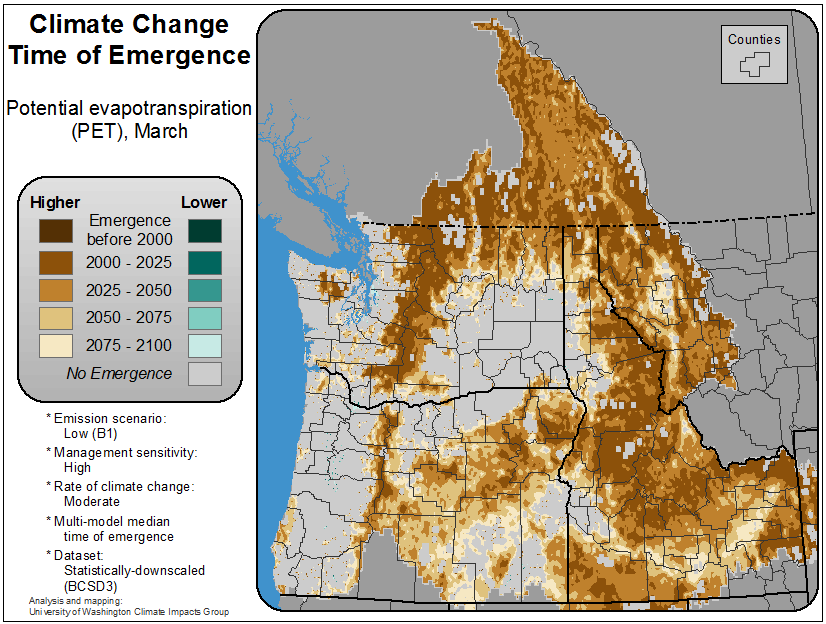 Climate Change
Time of Emergence
Potential evapotranspiration
(PET), March
Higher Lower
Emergence
before 2000
2000 - 2025
2025 - 2050
2050 - 2075
2075 - 2100
No Emergence
* Emission scenario:
Low (B1)
* Management sensitivity:
High
* Rate of climate change:
Moderate
* Multi-model median
time of emergence
* Dataset:
Statistically-downscaled
(BCSD3)
Analysis and mapping:
University of Washington Climate Impacts Group
Counties